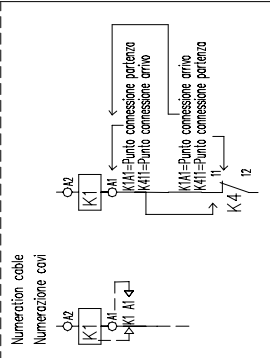 Numeration cable
Numerazione cavi
A2
K1
A1
K1A1=Punto connessione partenza
K411=Punto connessione arrivo
K1A1=Punto connessione arrivo
K411=Punto connessione partenza
11
12
K4
A2
K1
A1
K1 A1